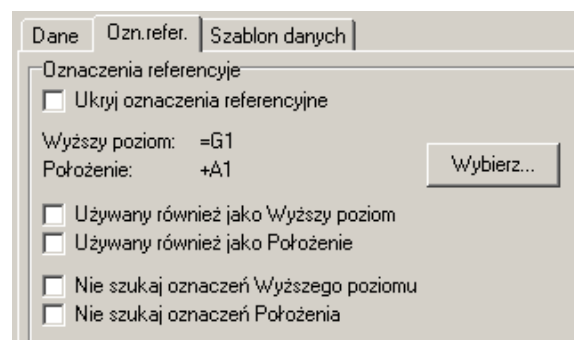 Dane Ozn.refer. Szablon danych
Oznaczenia referencyje
Ukryj oznaczenia referencyjne
Wyższy poziom: =G1
Położenie: +A1
Wybierz...
Używany również jako Wyższy poziom
Używany również jako Położenie
Nie szukaj oznaczeń Wyższego poziomu
Nie szukaj oznaczeń Położenia